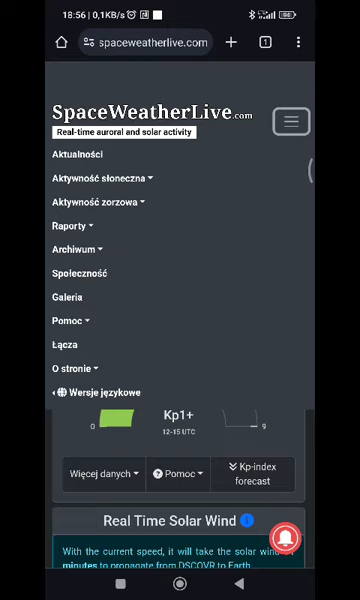 18:56 | 0,1KB/s
spaceweatherlive.com
1
SpaceWeatherLive.com
Real-time auroral and solar activity
Aktualności
Aktywność słoneczna
Aktywność zorzowa
Raporty
Archiwum
Społeczność
Galeria
Pomoc
Łącza
O stronie
Wersje językowe
Kp1+
0
9
12-15 UTC
Więcej danych
Pomoc
Kp-index
forecast
Real Time Solar Wind
With the current speed, it will take the solar wind
minutes to propagate from DSCOVR to Earth